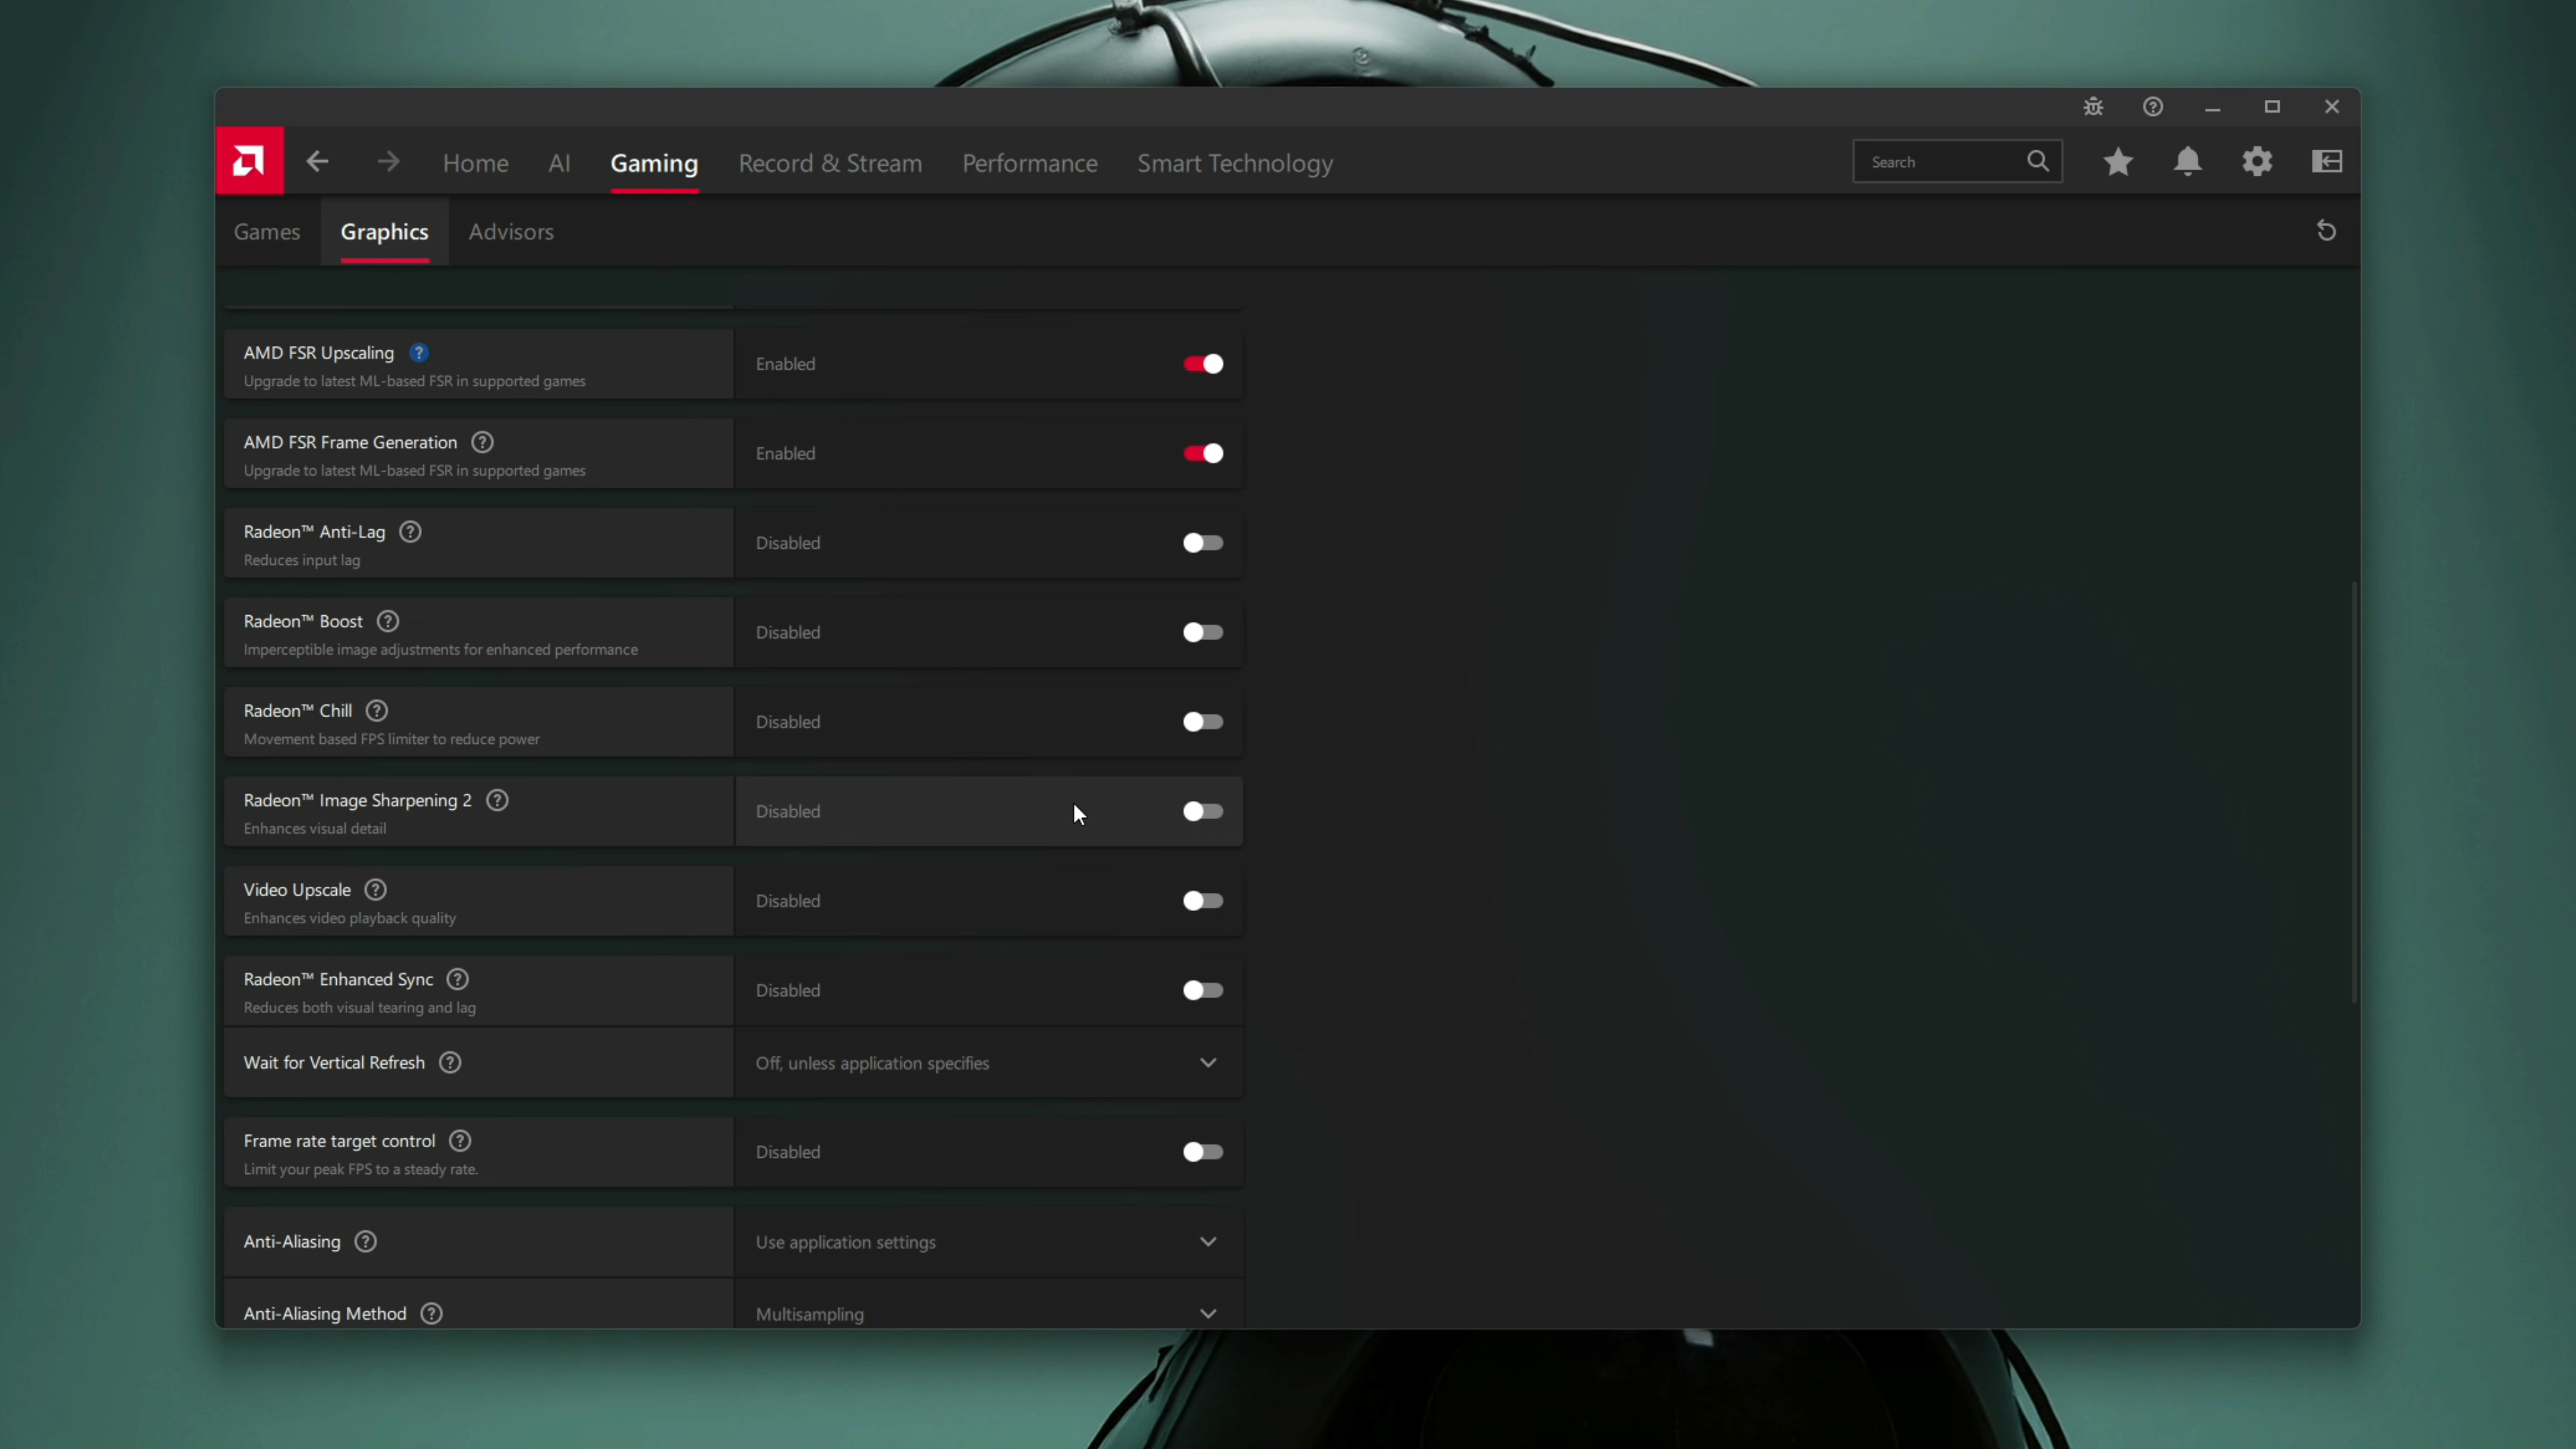 Home AI Gaming Record & Stream Performance Smart Technology Search
Games Graphics Advisors
AMD FSR Upscaling ? Enabled
Upgrade to latest ML-based FSR in supported games
AMD FSR Frame Generation ? Enabled
Upgrade to latest ML-based FSR in supported games
Radeon™ Anti-Lag ? Disabled
Reduces input lag
Radeon™ Boost ? Disabled
Imperceptible image adjustments for enhanced performance
Radeon™ Chill ? Disabled
Movement based FPS limiter to reduce power
Radeon™ Image Sharpening 2 ? Disabled
Enhances visual detail
Video Upscale ? Disabled
Enhances video playback quality
Radeon™ Enhanced Sync ? Disabled
Reduces both visual tearing and lag
Wait for Vertical Refresh ? Off, unless application specifies
Frame rate target control ? Disabled
Limit your peak FPS to a steady rate.
Anti-Aliasing ? Use application settings
Anti-Aliasing Method ? Multisampling